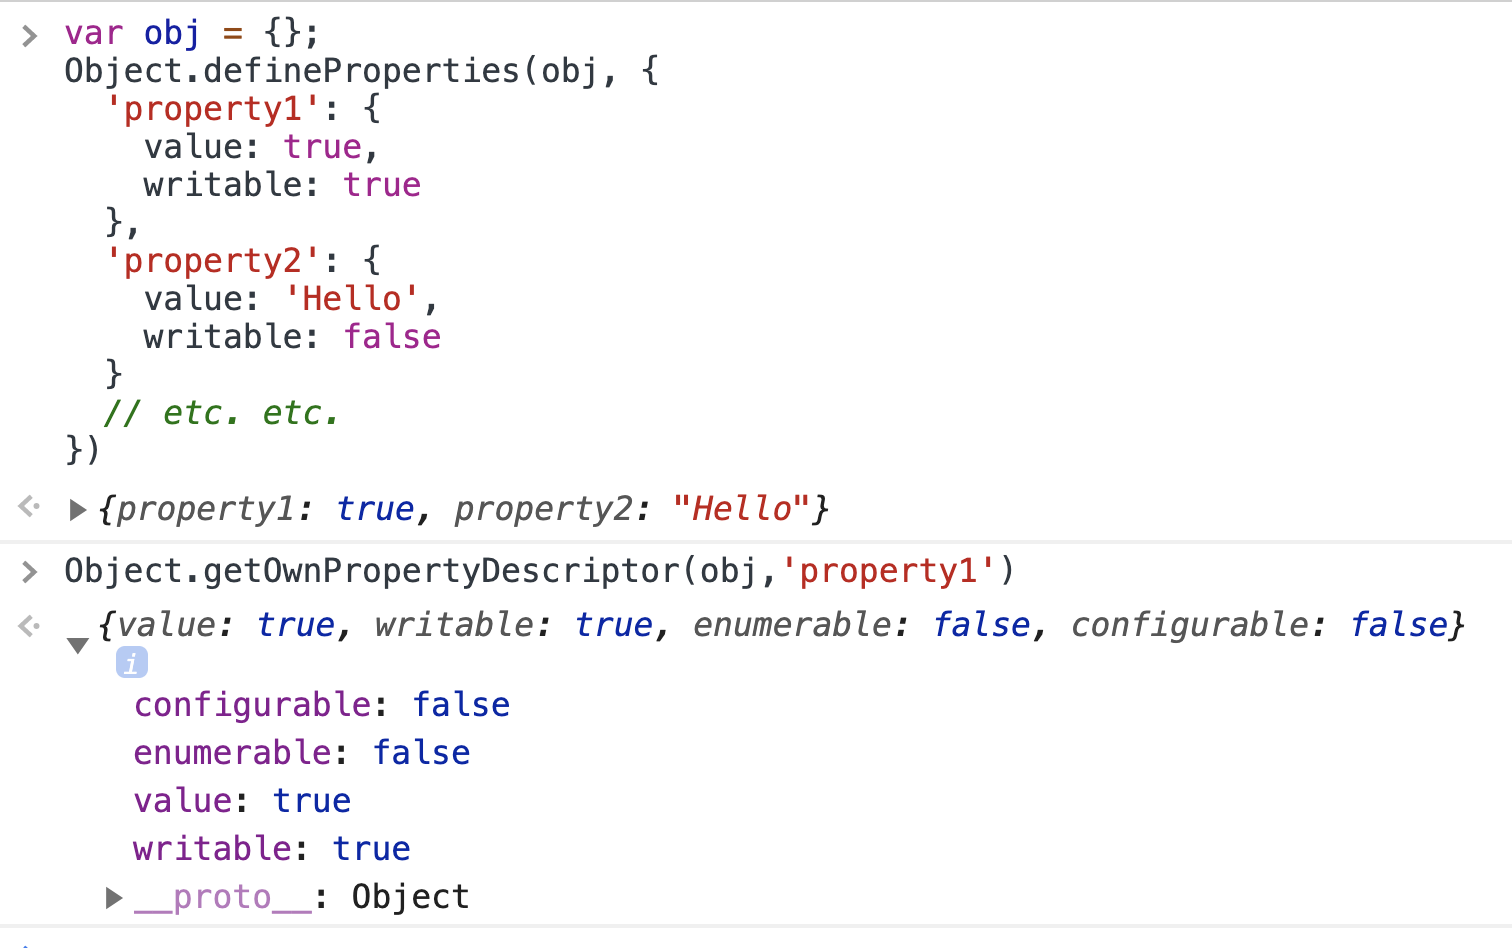 var obj = {};
Object.defineProperties(obj, {
  'property1': {
    value: true,
    writable: true
  },
  'property2': {
    value: 'Hello',
    writable: false
  }
  // etc. etc.
})
{property1: true, property2: "Hello"}
Object.getOwnPropertyDescriptor(obj,'property1')
{value: true, writable: true, enumerable: false, configurable: false}
i
configurable: false
enumerable: false
value: true
writable: true
__proto__: Object